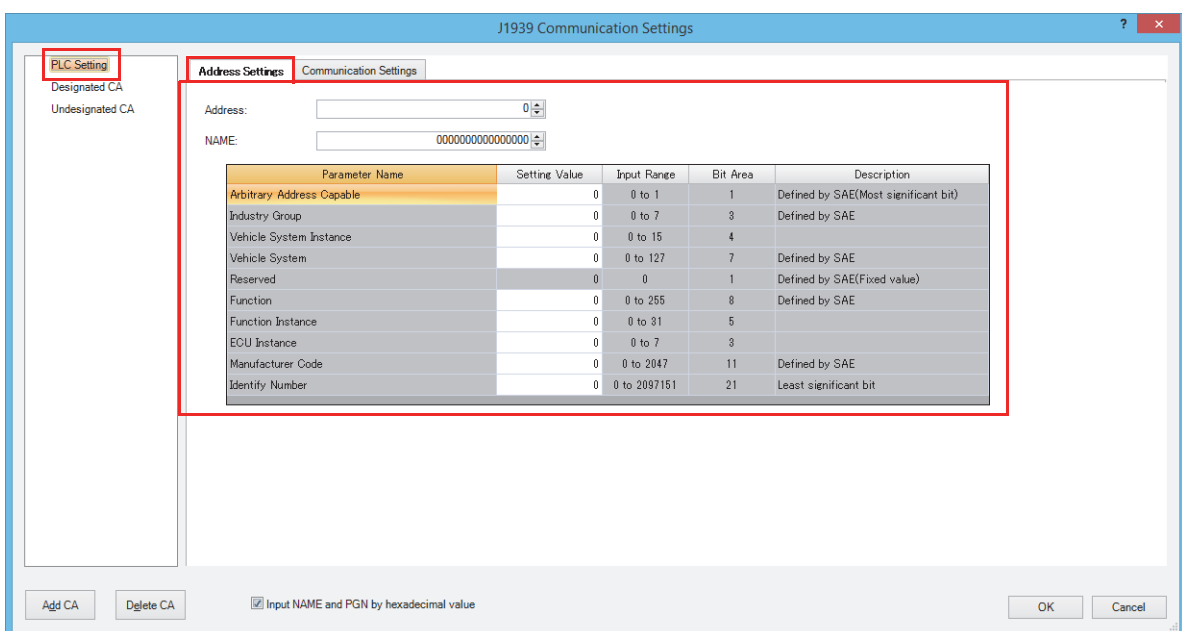 J1939 Communication Settings
?
PLC Setting
Designated CA
Undesignated CA
Address Settings Communication Settings
Address: 0
NAME: 0000000000000000
Parameter Name Setting Value Input Range Bit Area Description
Arbitrary Address Capable 0 0 to 1 1 Defined by SAE(Most significant bit)
Industry Group 0 0 to 7 3 Defined by SAE
Vehicle System Instance 0 0 to 15 4
Vehicle System 0 0 to 127 7 Defined by SAE
Reserved 0 0 1 Defined by SAE(Fixed value)
Function 0 0 to 255 8 Defined by SAE
Function Instance 0 0 to 31 5
ECU Instance 0 0 to 7 3
Manufacturer Code 0 0 to 2047 11 Defined by SAE
Identify Number 0 0 to 2097151 21 Least significant bit
Add CA Delete CA Input NAME and PGN by hexadecimal value OK Cancel